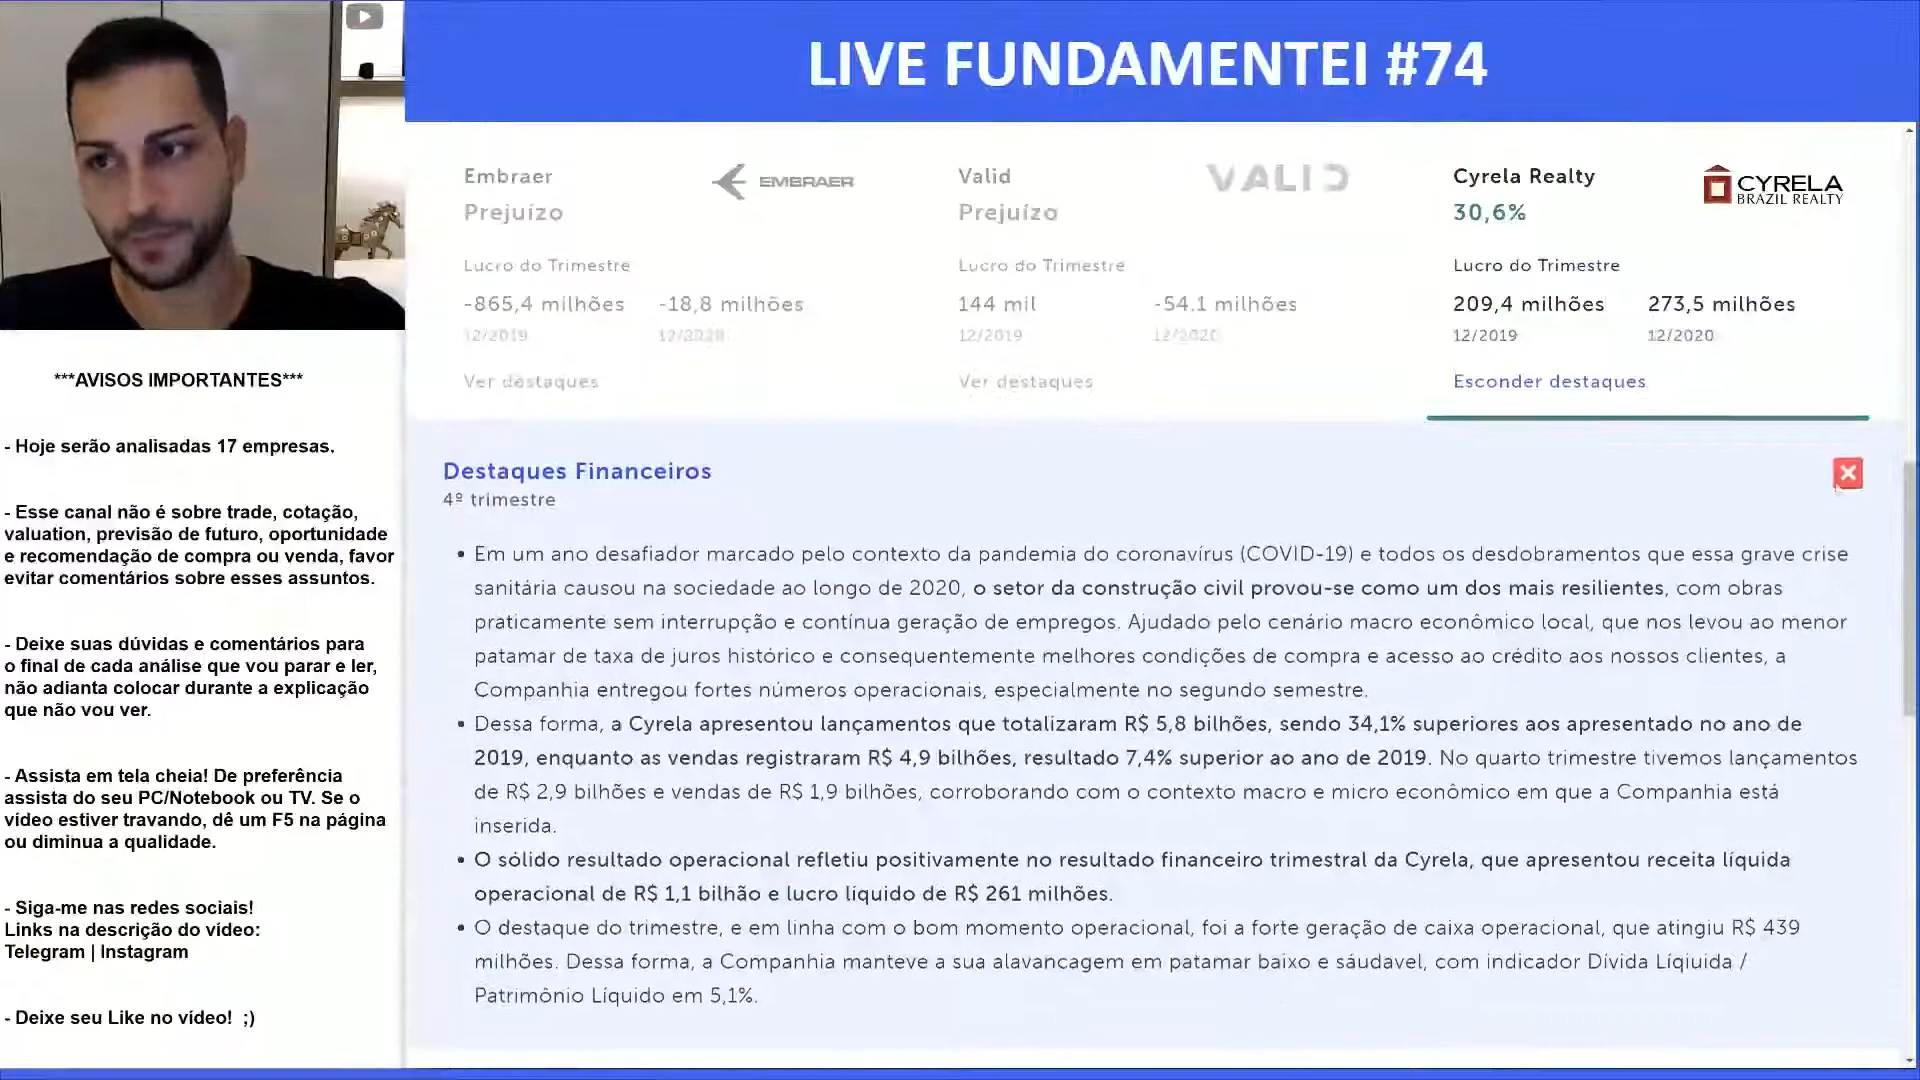 LIVE FUNDAMENTEI #74
Embraer
Prejuízo
EMBRAER
Lucro do Trimestre
-865,4 milhões
-18,8 milhões
12/2019
12/2020
Ver destaques
Valid
Prejuízo
VALID
Lucro do Trimestre
144 mil
-54,1 milhões
12/2019
12/2020
Ver destaques
Cyrela Realty
30,6%
CYRELA
BRAZIL REALTY
Lucro do Trimestre
209,4 milhões
273,5 milhões
12/2019
12/2020
Esconder destaques
***AVISOS IMPORTANTES***
- Hoje serão analisadas 17 empresas.
- Esse canal não é sobre trade, cotação,
valuation, previsão de futuro, oportunidade
e recomendação de compra ou venda, favor
evitar comentários sobre esses assuntos.
- Deixe suas dúvidas e comentários para
o final de cada análise que vou parar e ler,
não adianta colocar durante a explicação
que não vou ver.
- Assista em tela cheia! De preferência
assista do seu PC/Notebook ou TV. Se o
vídeo estiver travando, dê um F5 na página
ou diminua a qualidade.
- Siga-me nas redes sociais!
Links na descrição do vídeo:
Telegram | Instagram
- Deixe seu Like no vídeo! ;)
Destaques Financeiros
4º trimestre
• Em um ano desafiador marcado pelo contexto da pandemia do coronavírus (COVID-19) e todos os desdobramentos que essa grave crise
sanitária causou na sociedade ao longo de 2020, o setor da construção civil provou-se como um dos mais resilientes, com obras
praticamente sem interrupção e contínua geração de empregos. Ajudado pelo cenário macro econômico local, que nos levou ao menor
patamar de taxa de juros histórico e consequentemente melhores condições de compra e acesso ao crédito aos nossos clientes, a
Companhia entregou fortes números operacionais, especialmente no segundo semestre.
• Dessa forma, a Cyrela apresentou lançamentos que totalizaram R$ 5,8 bilhões, sendo 34,1% superiores aos apresentado no ano de
2019, enquanto as vendas registraram R$ 4,9 bilhões, resultado 7,4% superior ao ano de 2019. No quarto trimestre tivemos lançamentos
de R$ 2,9 bilhões e vendas de R$ 1,9 bilhões, corroborando com o contexto macro e micro econômico em que a Companhia está
inserida.
• O sólido resultado operacional refletiu positivamente no resultado financeiro trimestral da Cyrela, que apresentou receita líquida
operacional de R$ 1,1 bilhão e lucro líquido de R$ 261 milhões.
• O destaque do trimestre, e em linha com o bom momento operacional, foi a forte geração de caixa operacional, que atingiu R$ 439
milhões. Dessa forma, a Companhia manteve a sua alavancagem em patamar baixo e sáudavel, com indicador Dívida Líqiuida /
Patrimônio Líquido em 5,1%.